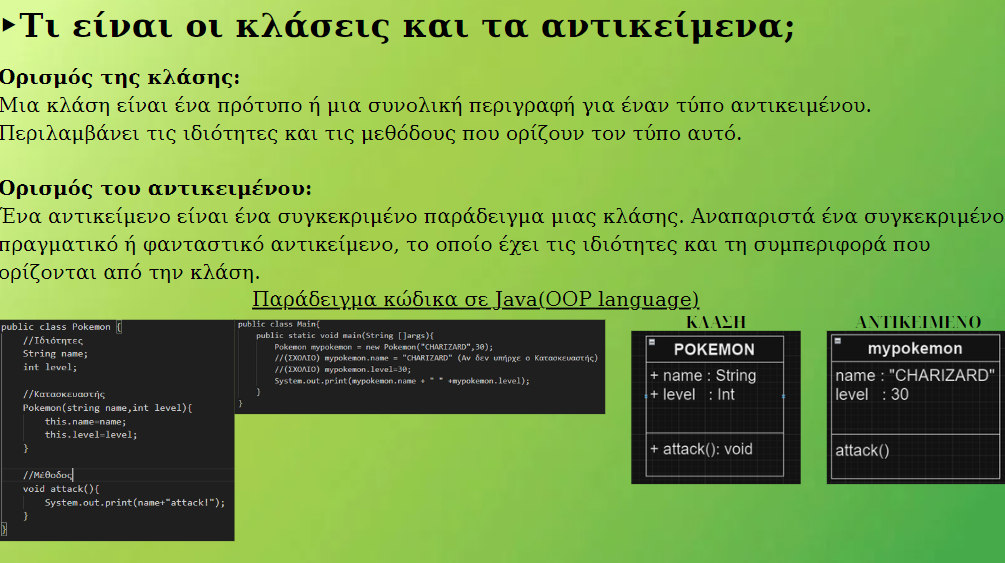 ‣Τι είναι οι κλάσεις και τα αντικείμενα;
Ορισμός της κλάσης:
Μια κλάση είναι ένα πρότυπο ή μια συνολική περιγραφή για έναν τύπο αντικειμένου.
Περιλαμβάνει τις ιδιότητες και τις μεθόδους που ορίζουν τον τύπο αυτό.
Ορισμός του αντικειμένου:
Ένα αντικείμενο είναι ένα συγκεκριμένο παράδειγμα μιας κλάσης. Αναπαριστά ένα συγκεκριμένο
πραγματικό ή φανταστικό αντικείμενο, το οποίο έχει τις ιδιότητες και τη συμπεριφορά που
ορίζονται από την κλάση.
Παράδειγμα κώδικα σε Java(OOP language)
public class Pokemon {
//Ιδιότητες
String name;
int level;
//Κατασκευαστής
Pokemon(string name,int level){
this.name=name;
this.level=level;
}
//Μέθοδος
void attack(){
System.out.print(name+"attack!");
}
}
public class Main{
public static void main(String []args){
Pokemon mypokemon = new Pokemon("CHARIZARD",30);
//(ΣΧΟΛΙΟ) mypokemon.name = "CHARIZARD" (Αν δεν υπήρχε ο Κατασκευαστής)
//(ΣΧΟΛΙΟ) mypokemon.level=30;
System.out.print(mypokemon.name + " " +mypokemon.level);
}
}
ΚΛΑΣΗ
POKEMON
+ name : String
+ level : Int
+ attack(): void
ΑΝΤΙΚΕΙΜΕΝΟ
mypokemon
name : "CHARIZARD"
level : 30
attack()